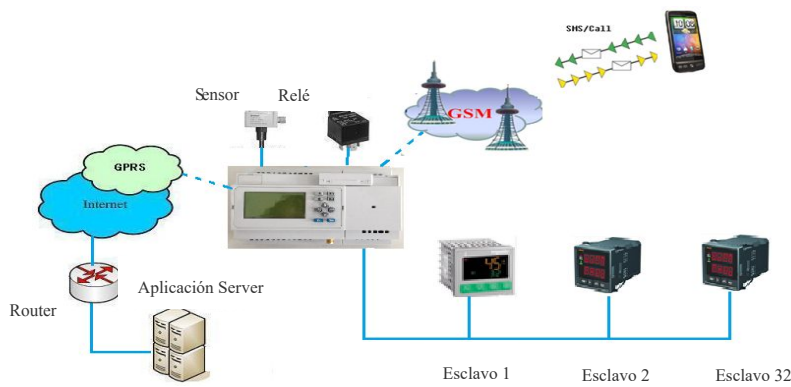 SMS/Call
Sensor
Relé
GSM
GPRS
Internet
Aplicación Server
Router
Esclavo 1
Esclavo 2
Esclavo 32